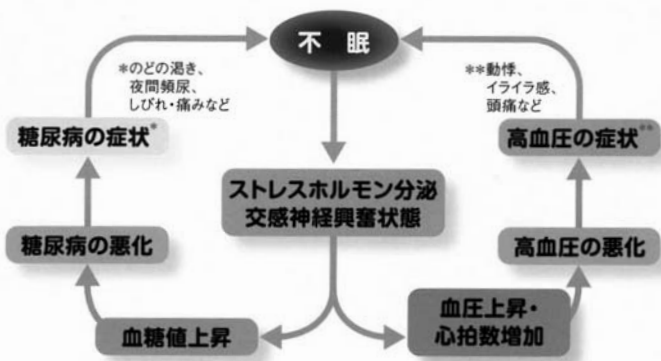 不眠
*のどの渇き、
夜間頻尿、
しびれ・痛みなど
**動悸、
イライラ感、
頭痛など
糖尿病の症状*
高血圧の症状**
ストレスホルモン分泌
交感神経興奮状態
糖尿病の悪化
高血圧の悪化
血糖値上昇
血圧上昇・
心拍数増加